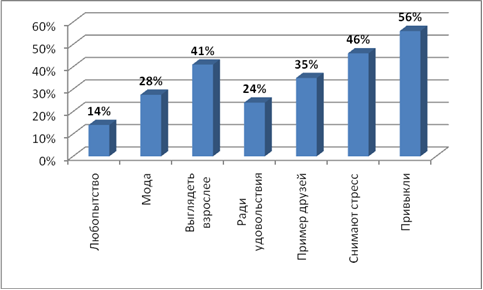 60%
50%
40%
30%
20%
10%
0%
14%
28%
41%
24%
35%
46%
56%
Любопытство
Мода
Выглядеть
взрослее
Ради
удовольствия
Пример друзей
Снимают стресс
Привыкли